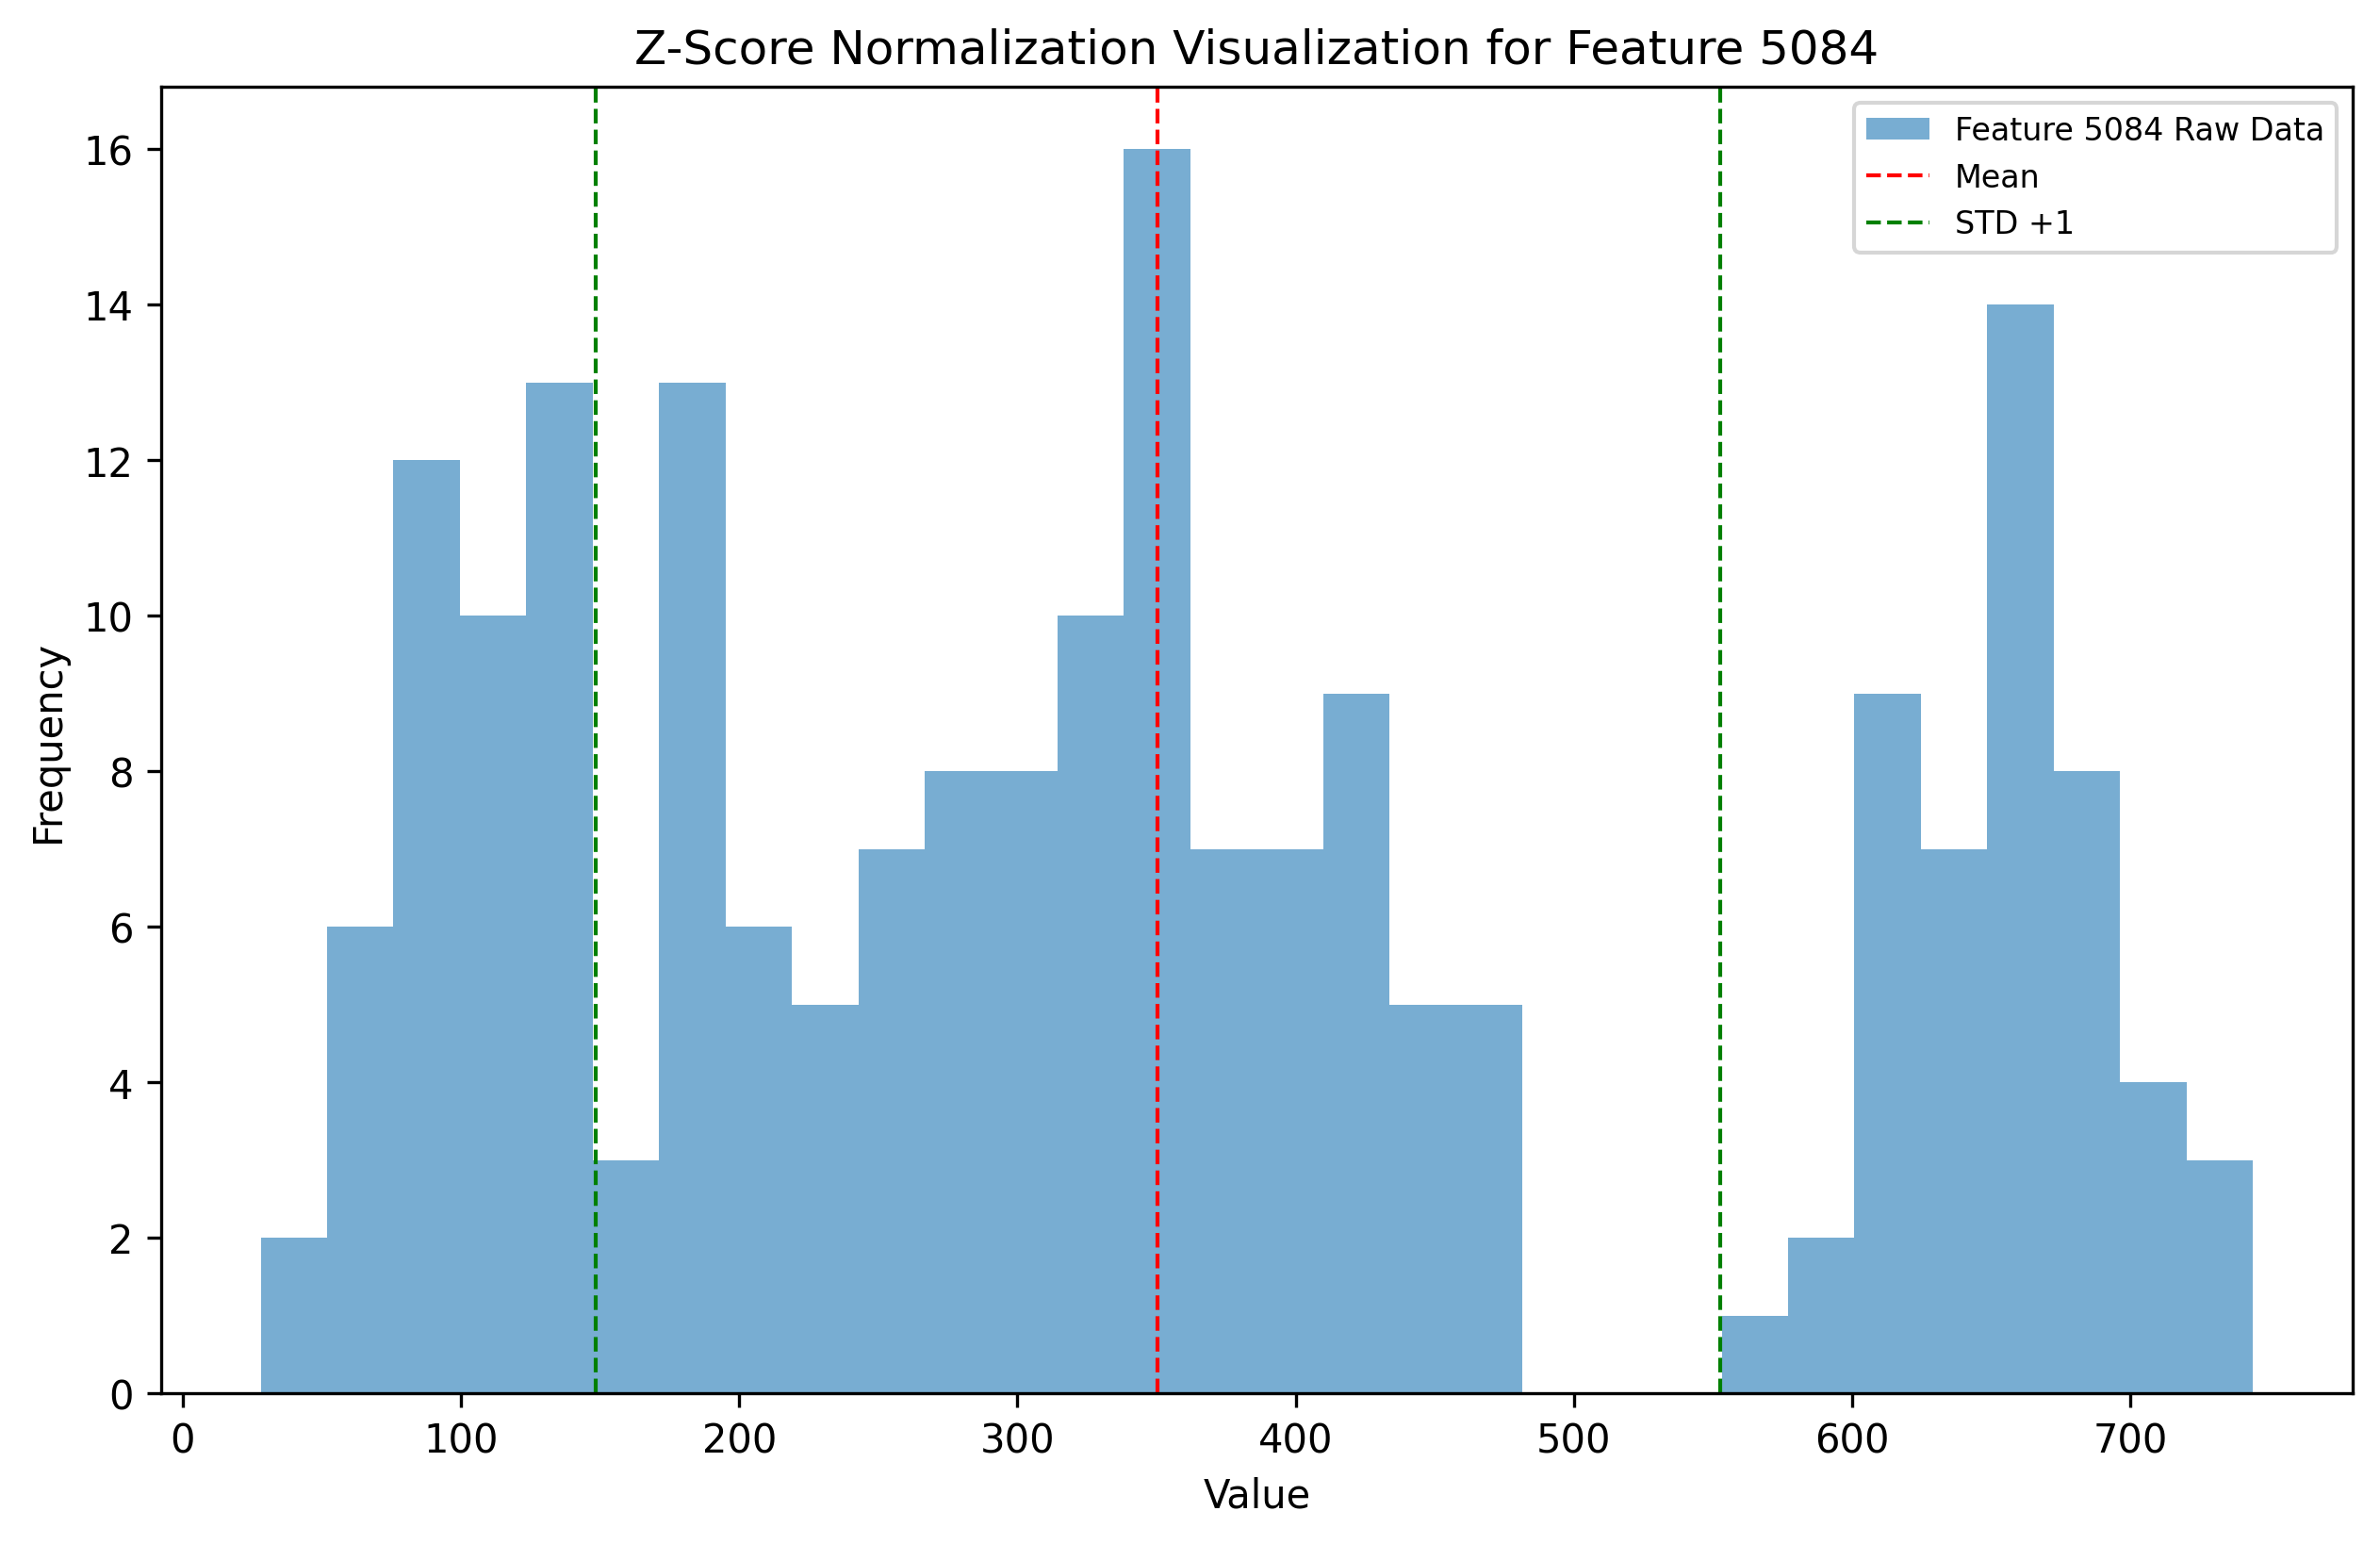 Z-Score Normalization Visualization for Feature 5084
Feature 5084 Raw Data
Mean
STD +1
16
14
12
10
8
6
4
2
0
Frequency
0 100 200 300 400 500 600 700
Value